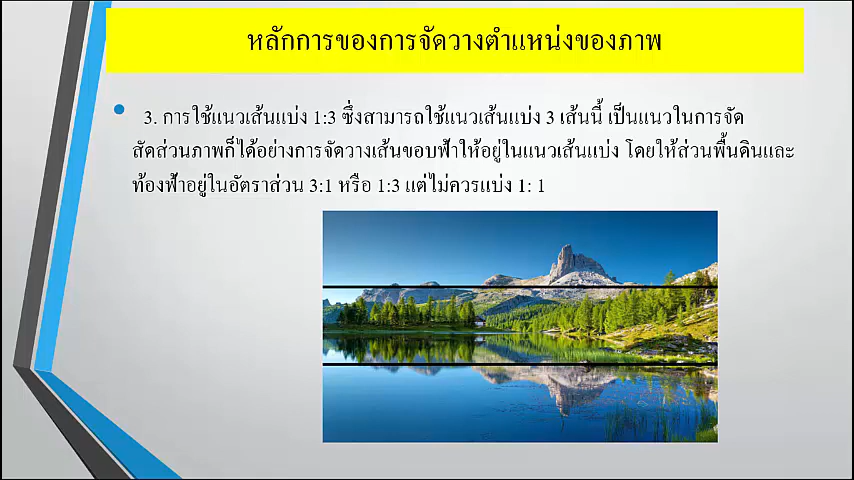 หลักการของการจัดวางตำแหน่งของภาพ
3. การใช้แนวเส้นแบ่ง 1:3 ซึ่งสามารถใช้แนวเส้นแบ่ง 3 เส้นนี้ เป็นแนวในการจัด
สัดส่วนภาพก็ได้อย่างการจัดวางเส้นขอบฟ้าให้อยู่ในแนวเส้นแบ่ง โดยให้ส่วนพื้นดินและ
ท้องฟ้าอยู่ในอัตราส่วน 3:1 หรือ 1:3 แต่ไม่ควรแบ่ง 1: 1